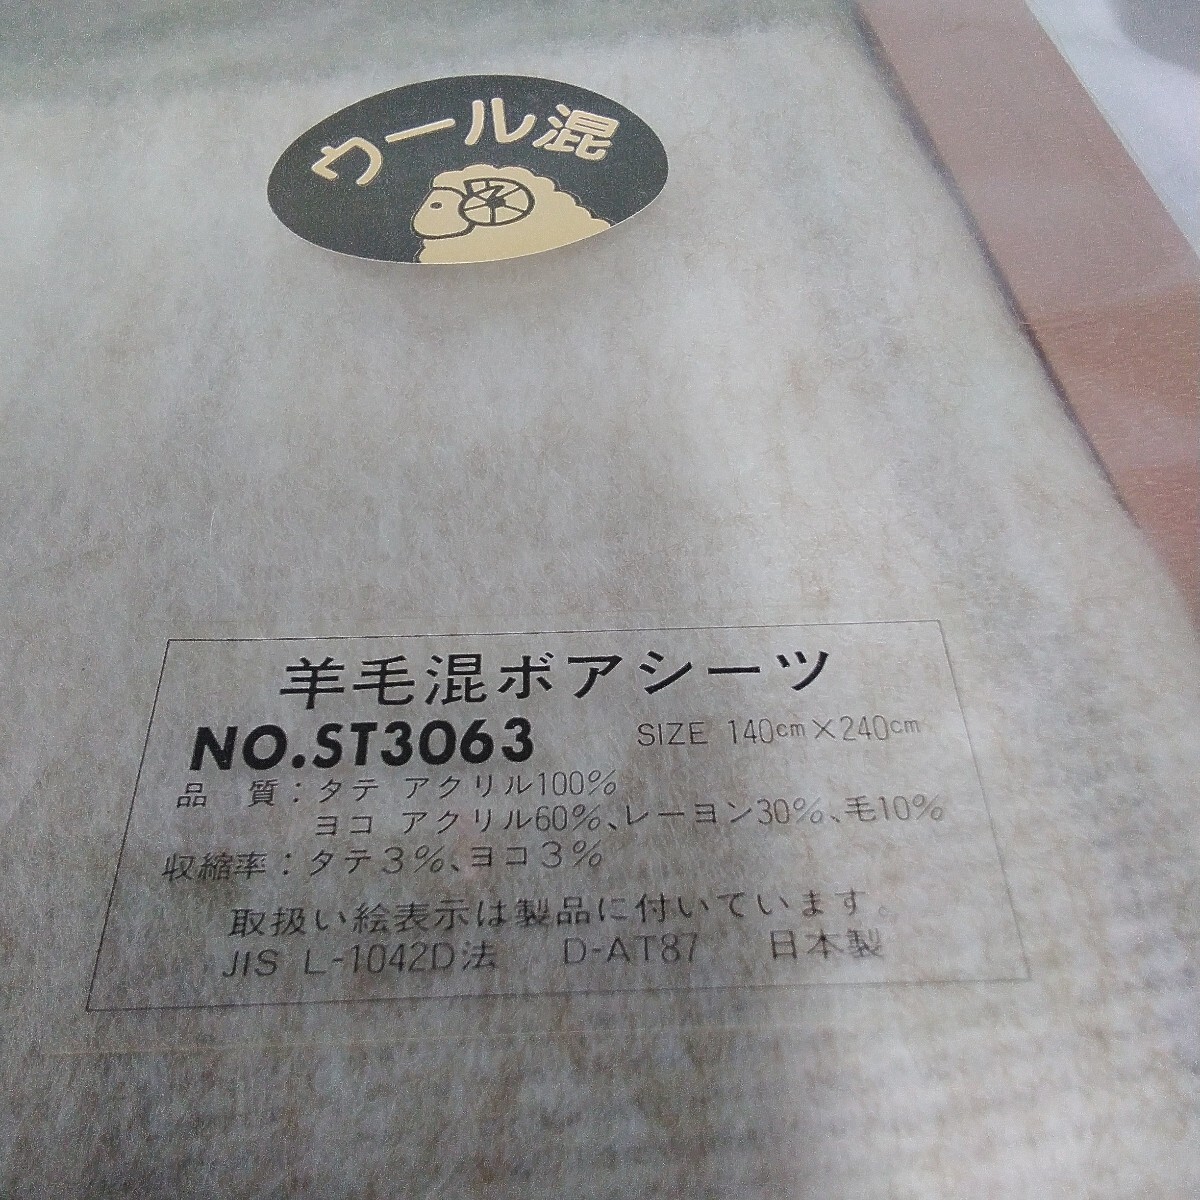 ウール混
羊毛混ボアシーツ
NO.ST3063 SIZE 140cm×240cm
品 質：タテ アクリル100%
ヨコ アクリル60%、レーヨン30%、毛10%
収縮率：タテ3%、ヨコ3%
取扱い絵表示は製品に付いています。
JIS L-1042D法 D-AT87 日本製